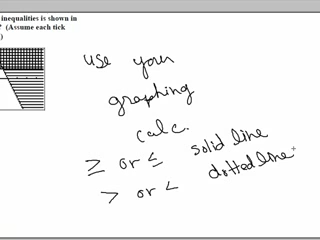 inequalities is shown in
? (Assume each tick
)
use your
graphing
calc.
≥ or ≤ solid line
> or < dotted line